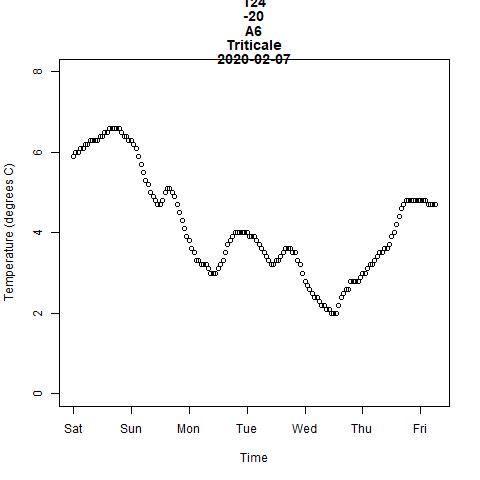 124
-20
A6
Triticale
2020-02-07
8
6
4
2
0
Temperature (degrees C)
Sat Sun Mon Tue Wed Thu Fri
Time